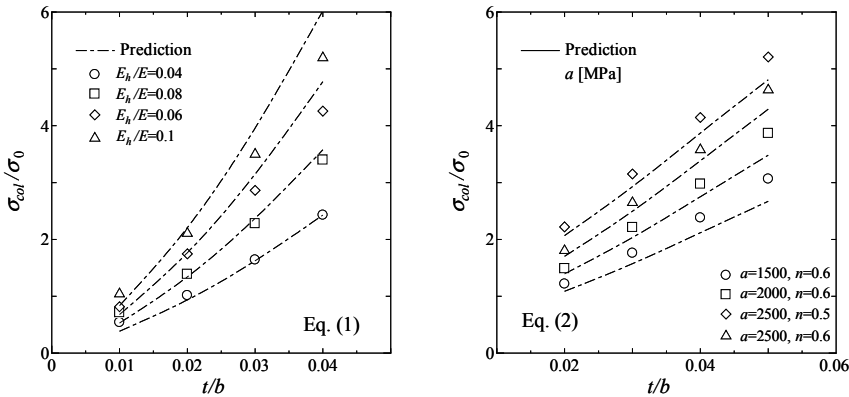 6
4
2
0
σcol/σ0
Prediction
Eh/E=0.04
Eh/E=0.08
Eh/E=0.06
Eh/E=0.1
Eq. (1)
0 0.01 0.02 0.03 0.04 0.05
t/b
6
4
2
0
σcol/σ0
Prediction
a [MPa]
a=1500, n=0.6
a=2000, n=0.6
a=2500, n=0.5
a=2500, n=0.6
Eq. (2)
0.02 0.04 0.06
t/b